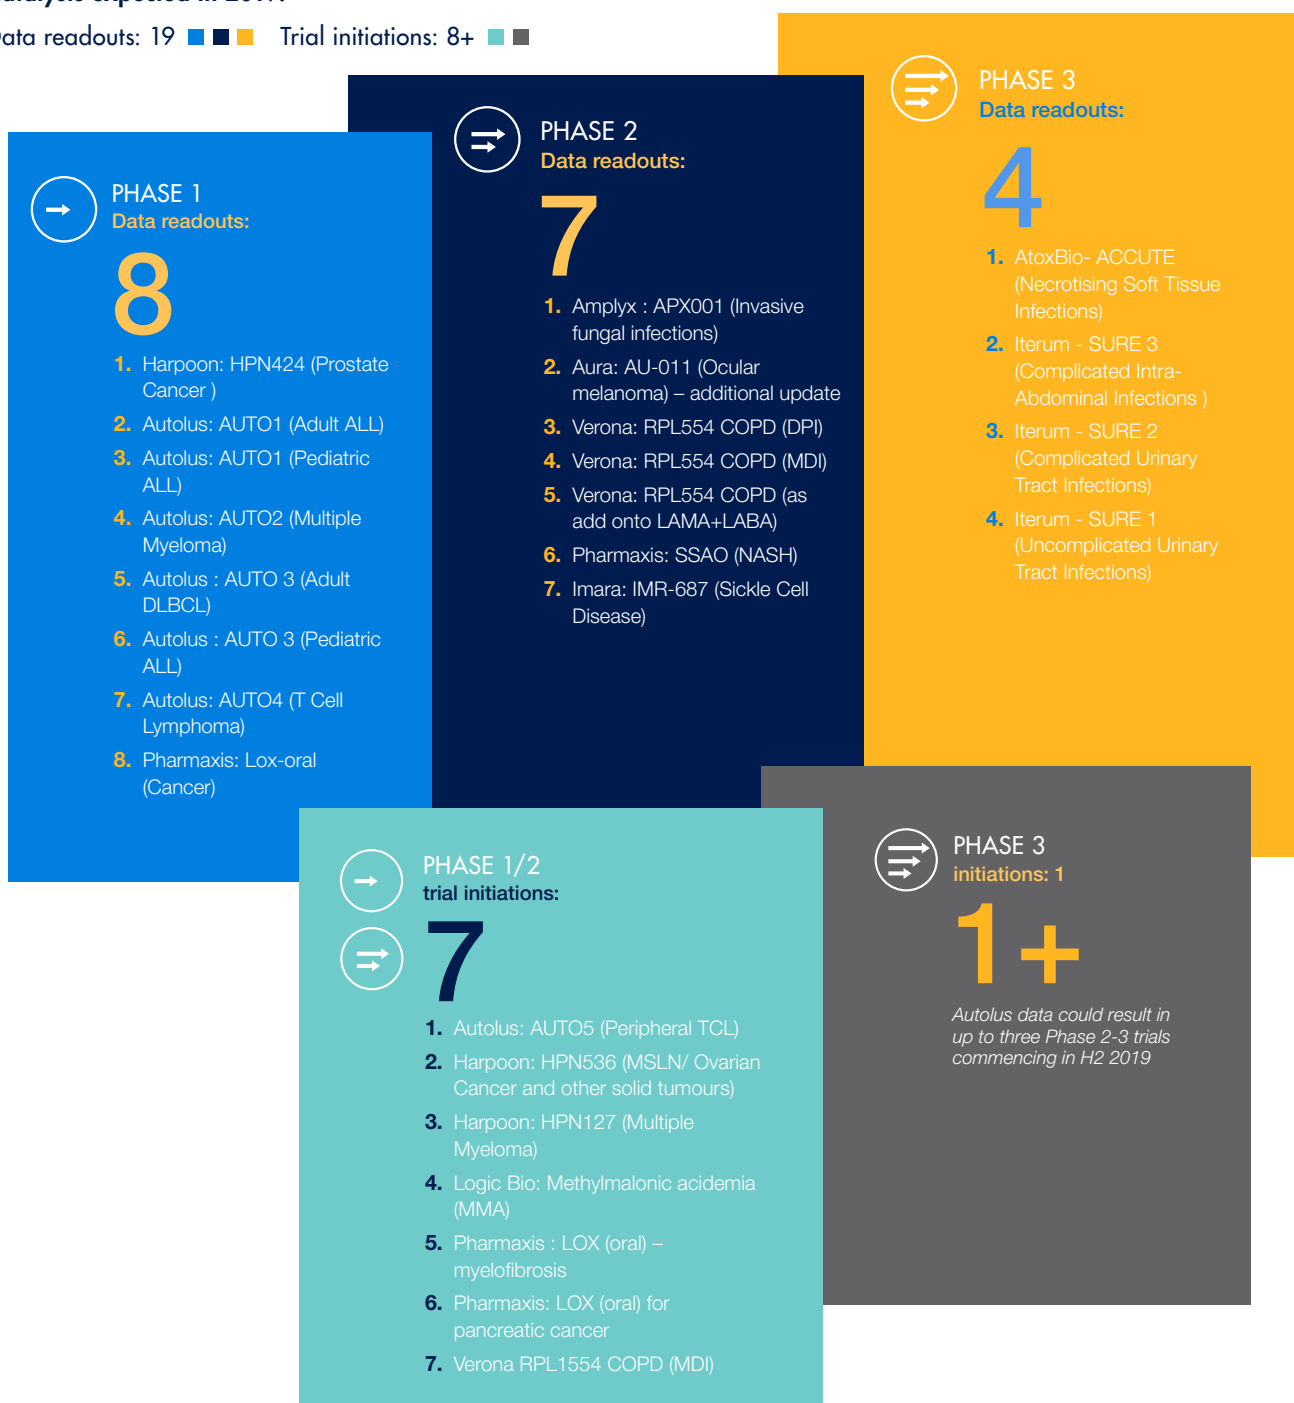 expected in
Data readouts: 19 Trial initiations: 8+
PHASE 1
Data readouts:
8
1. Harpoon: HPN424 (Prostate
Cancer )
2. Autolus: AUTO1 (Adult ALL)
3. Autolus: AUTO1 (Pediatric
ALL)
4. Autolus: AUTO2 (Multiple
Myeloma)
5. Autolus : AUTO 3 (Adult
DLBCL)
6. Autolus : AUTO 3 (Pediatric
ALL)
7. Autolus: AUTO4 (T Cell
Lymphoma)
8. Pharmaxis: Lox-oral
(Cancer)
PHASE 2
Data readouts:
7
1. Amplyx : APX001 (Invasive
fungal infections)
2. Aura: AU-011 (Ocular
melanoma) – additional update
3. Verona: RPL554 COPD (DPI)
4. Verona: RPL554 COPD (MDI)
5. Verona: RPL554 COPD (as
add onto LAMA+LABA)
6. Pharmaxis: SSAO (NASH)
7. Imara: IMR-687 (Sickle Cell
Disease)
PHASE 3
Data readouts:
4
1. AtoxBio- ACCUTE
(Necrotising Soft Tissue
Infections)
2. Iterum - SURE 3
(Complicated Intra-
Abdominal Infections )
3. Iterum - SURE 2
(Complicated Urinary
Tract Infections)
4. Iterum - SURE 1
(Uncomplicated Urinary
Tract Infections)
PHASE 1/2
trial initiations:
7
1. Autolus: AUTO5 (Peripheral TCL)
2. Harpoon: HPN536 (MSLN/ Ovarian
Cancer and other solid tumours)
3. Harpoon: HPN127 (Multiple
Myeloma)
4. Logic Bio: Methylmalonic acidemia
(MMA)
5. Pharmaxis : LOX (oral) –
myelofibrosis
6. Pharmaxis: LOX (oral) for
pancreatic cancer
7. Verona RPL1554 COPD (MDI)
PHASE 3
initiations: 1
1+
Autolus data could result in
up to three Phase 2-3 trials
commencing in H2 2019